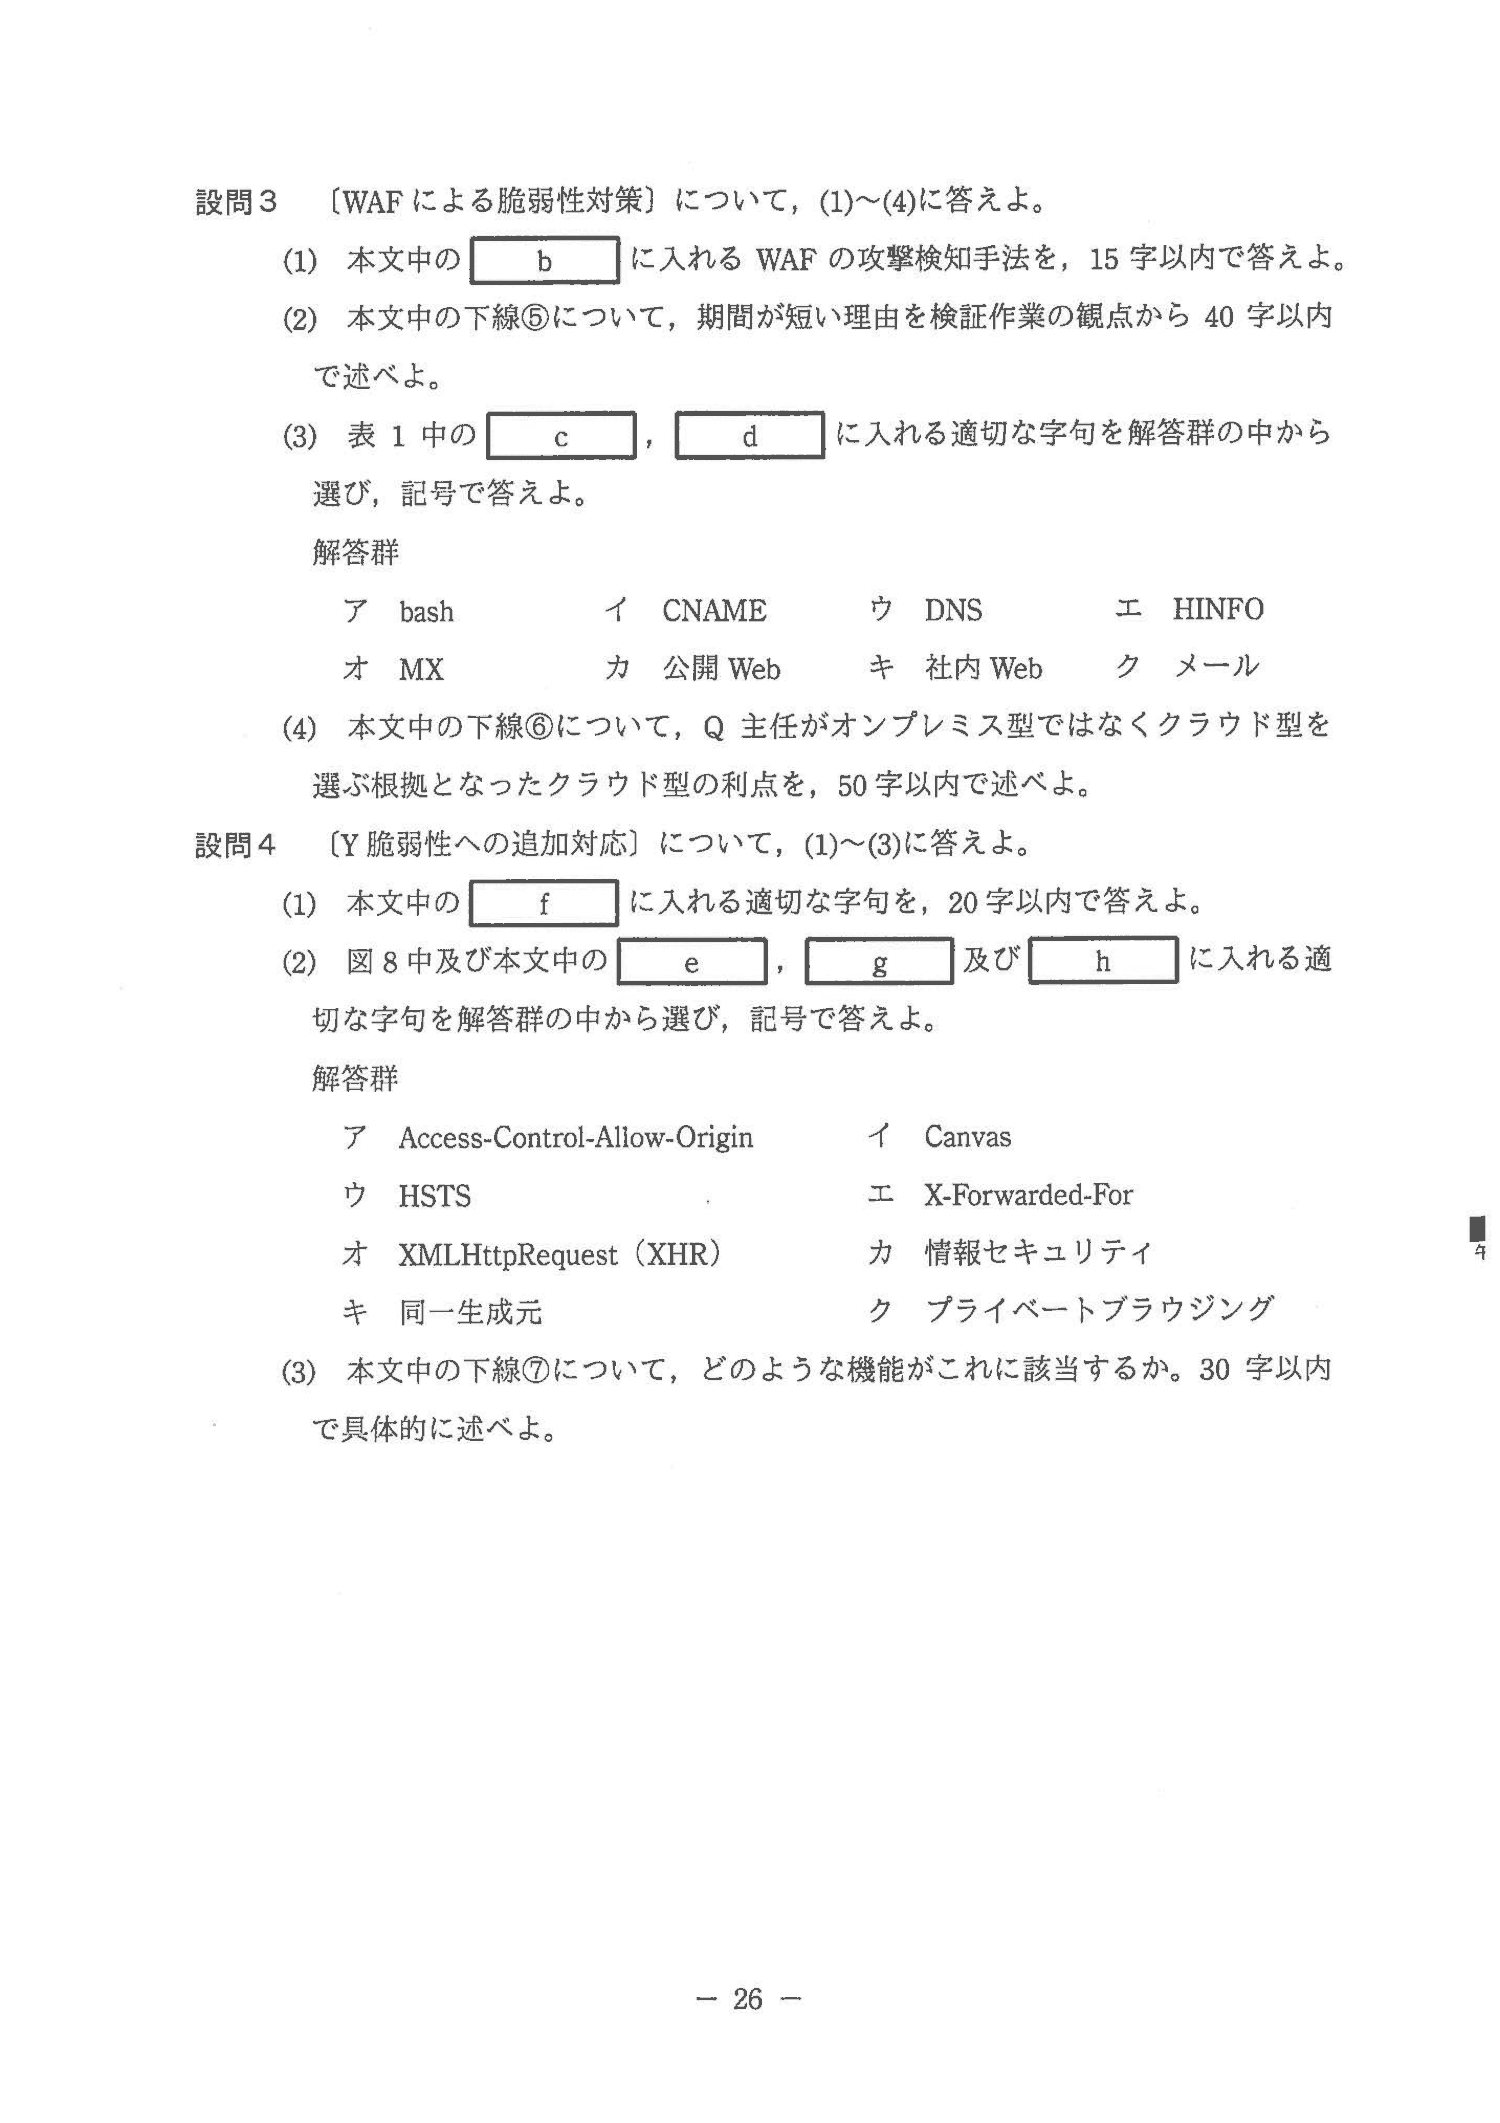 設問3 〔WAFによる脆弱性対策〕について，(1)～(4)に答えよ。
(1) 本文中の b に入れる WAF の攻撃検知手法を，15 字以内で答えよ。
(2) 本文中の下線⑤について，期間が短い理由を検証作業の観点から 40 字以内
で述べよ。
(3) 表 1 中の c ， d に入れる適切な字句を解答群の中から
選び，記号で答えよ。
解答群
ア bash イ CNAME ウ DNS エ HINFO
オ MX カ 公開 Web キ 社内 Web ク メール
(4) 本文中の下線⑥について，Q 主任がオンプレミス型ではなくクラウド型を
選ぶ根拠となったクラウド型の利点を，50 字以内で述べよ。
設問4 〔Y 脆弱性への追加対応〕について，(1)～(3)に答えよ。
(1) 本文中の f に入れる適切な字句を，20 字以内で答えよ。
(2) 図 8 中及び本文中の e ， g 及び h に入れる適
切な字句を解答群の中から選び，記号で答えよ。
解答群
ア Access-Control-Allow-Origin イ Canvas
ウ HSTS エ X-Forwarded-For
オ XMLHttpRequest（XHR） カ 情報セキュリティ
キ 同一生成元 ク プライベートブラウジング
(3) 本文中の下線⑦について，どのような機能がこれに該当するか。30 字以内
で具体的に述べよ。
－ 26 －